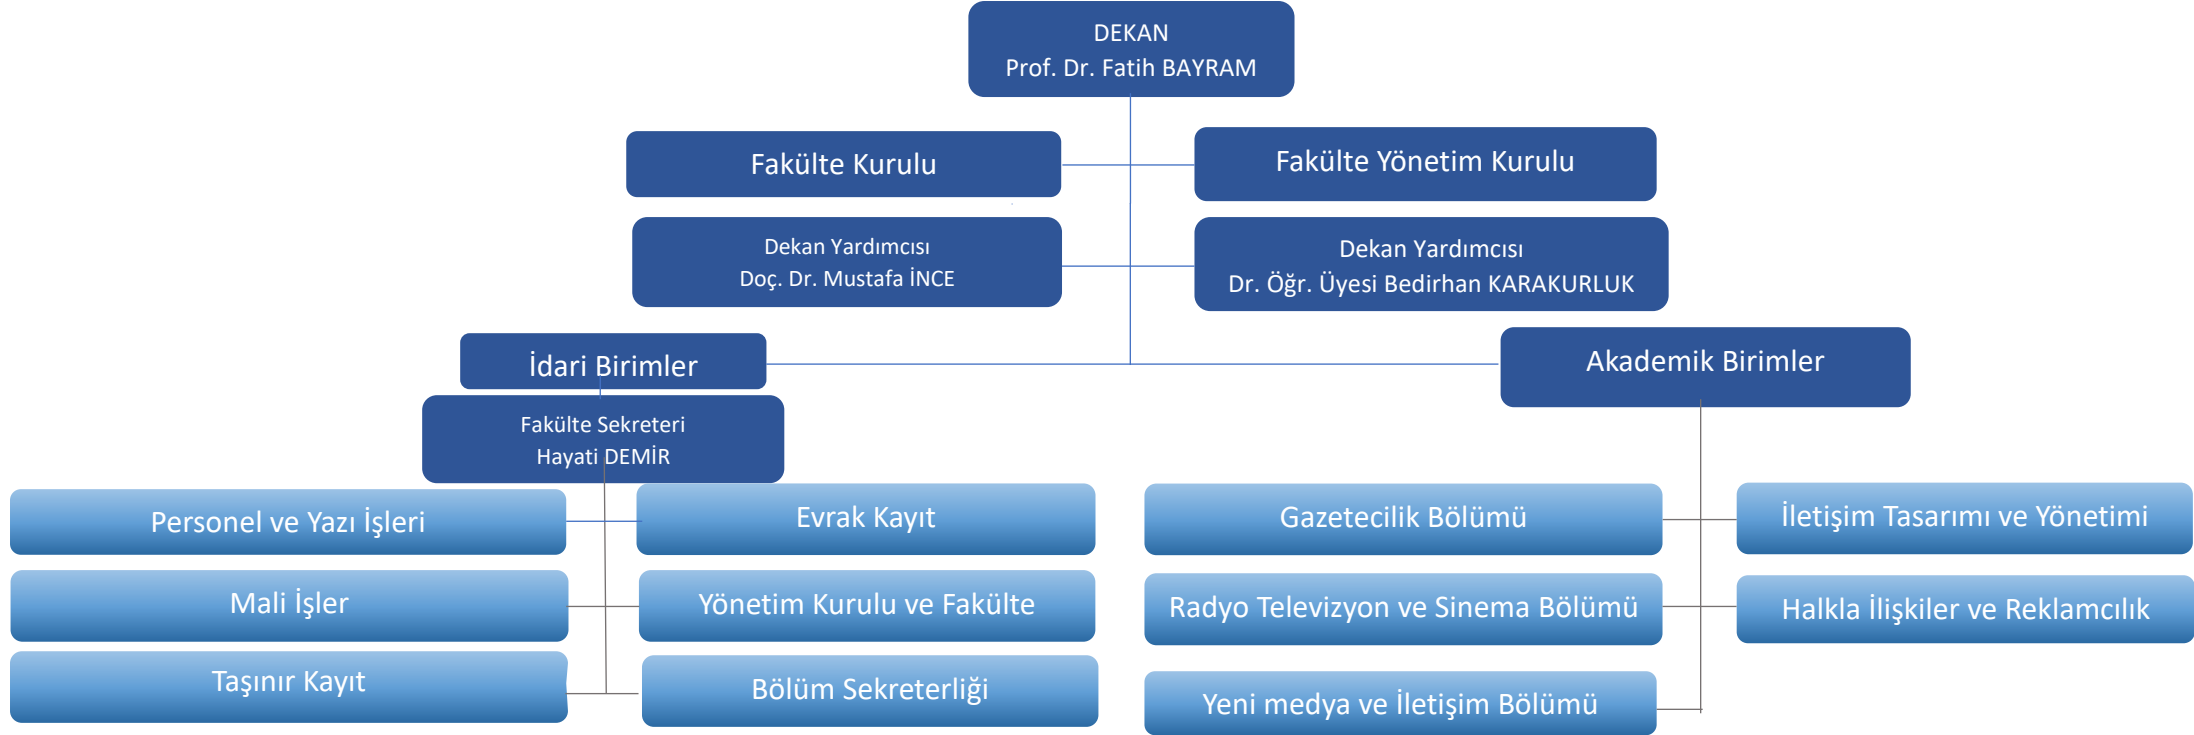 DEKAN
Prof. Dr. Fatih BAYRAM
Fakülte Kurulu
Fakülte Yönetim Kurulu
Dekan Yardımcısı
Doç. Dr. Mustafa İNCE
Dekan Yardımcısı
Dr. Öğr. Üyesi Bedirhan KARAKURLUK
İdari Birimler
Akademik Birimler
Fakülte Sekreteri
Hayati DEMİR
Personel ve Yazı İşleri
Evrak Kayıt
Gazetecilik Bölümü
İletişim Tasarımı ve Yönetimi
Mali İşler
Yönetim Kurulu ve Fakülte
Radyo Televizyon ve Sinema Bölümü
Halkla İlişkiler ve Reklamcılık
Taşınır Kayıt
Bölüm Sekreterliği
Yeni medya ve İletişim Bölümü